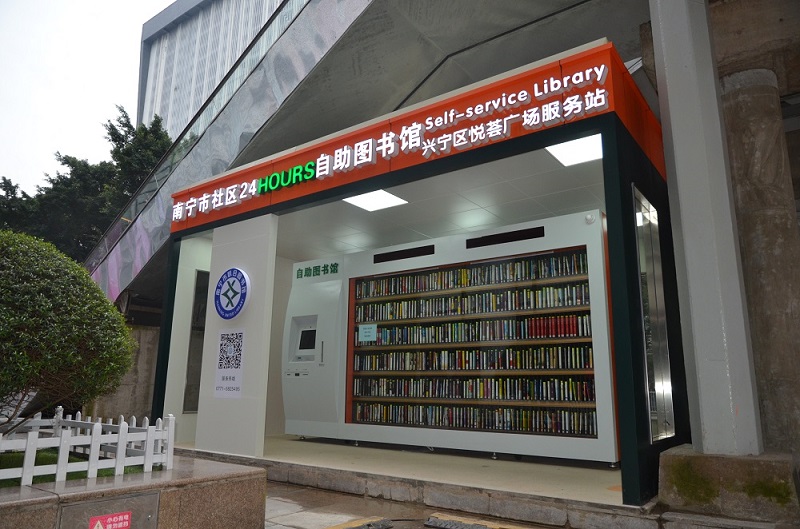 Self-service Library
南宁市社区24HOURS自助图书馆
兴宁区悦荟广场服务站
自助图书馆